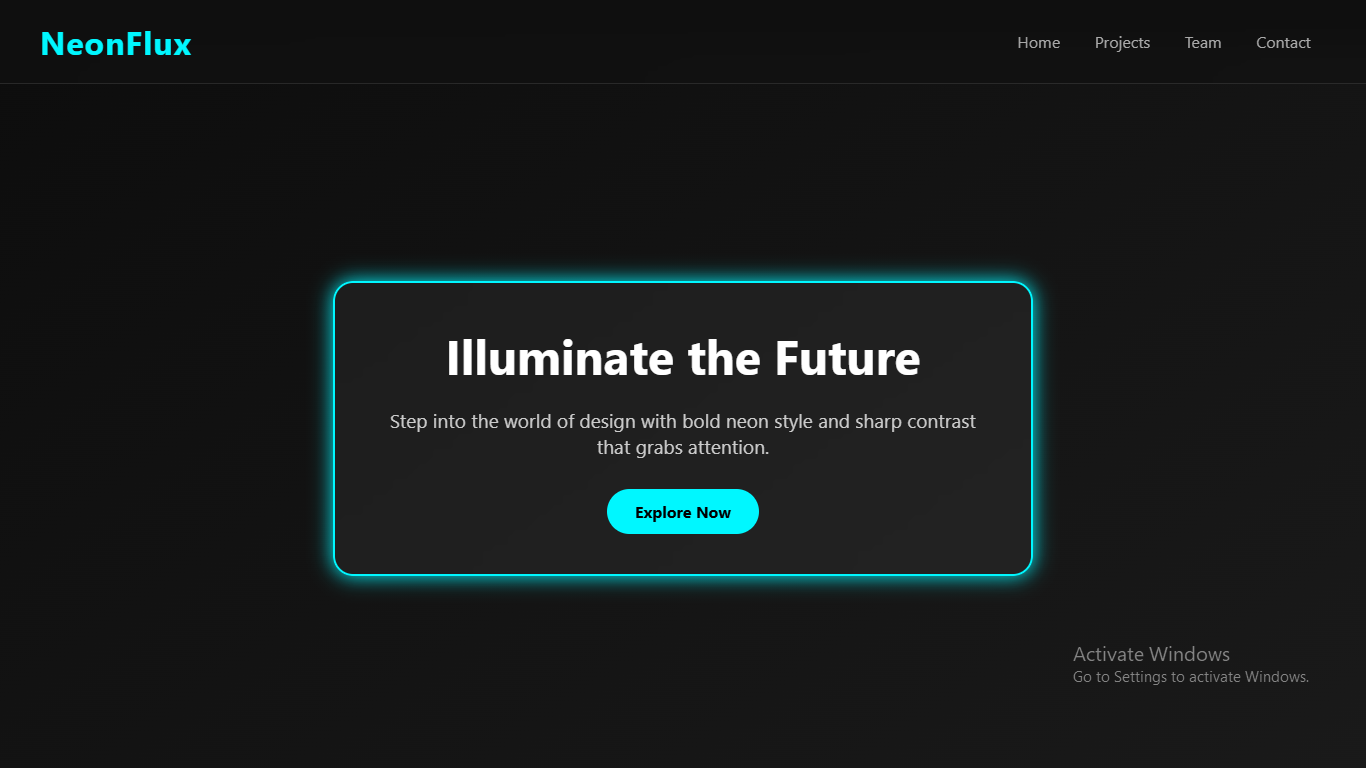 NeonFlux
Home Projects Team Contact
Illuminate the Future
Step into the world of design with bold neon style and sharp contrast
that grabs attention.
Explore Now
Activate Windows
Go to Settings to activate Windows.